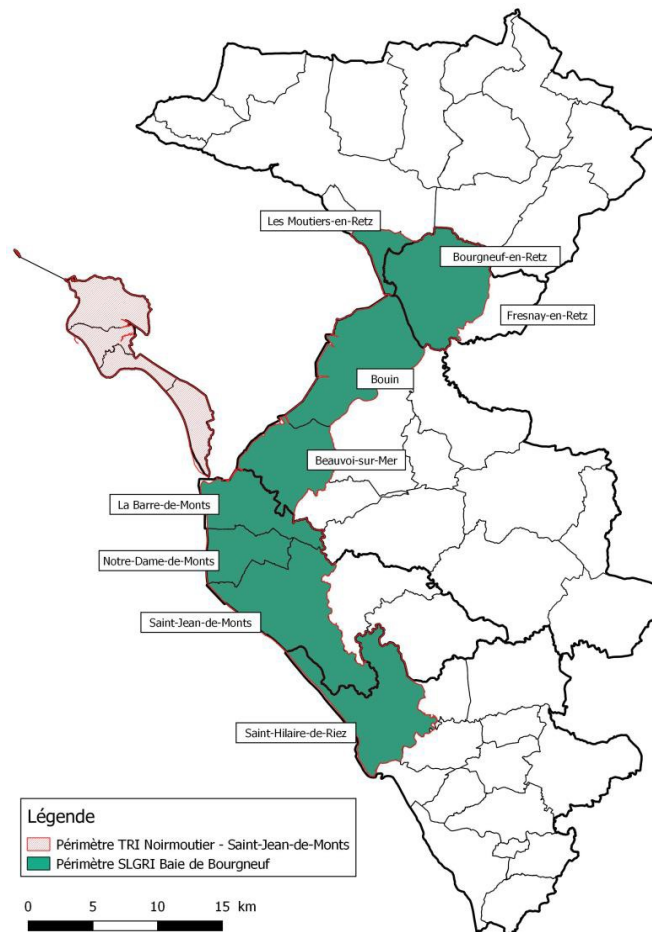 Les Moutiers-en-Retz
Bourgneuf-en-Retz
Fresnay-en-Retz
Bouin
Beauvoi-sur-Mer
La Barre-de-Monts
Notre-Dame-de-Monts
Saint-Jean-de-Monts
Saint-Hilaire-de-Riez
Légende
Périmètre TRI Noirmoutier - Saint-Jean-de-Monts
Périmètre SLGRI Baie de Bourgneuf
0 5 10 15 km